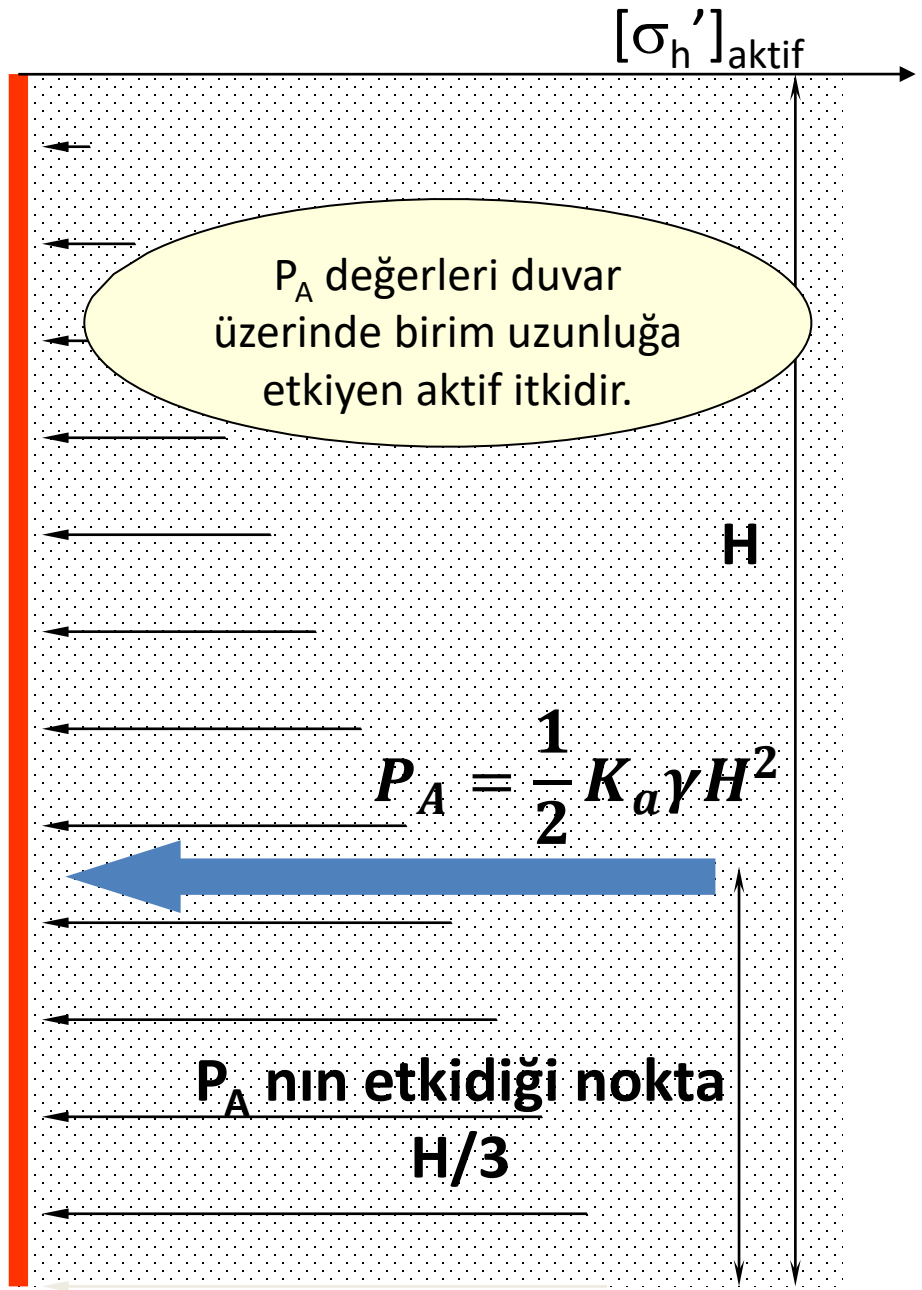 [σh’]aktif
PA değerleri duvar
üzerinde birim uzunluğa
etkiyen aktif itkidir.
H
PA = 1/2 KaγH²
PA nın etkidiği nokta
H/3